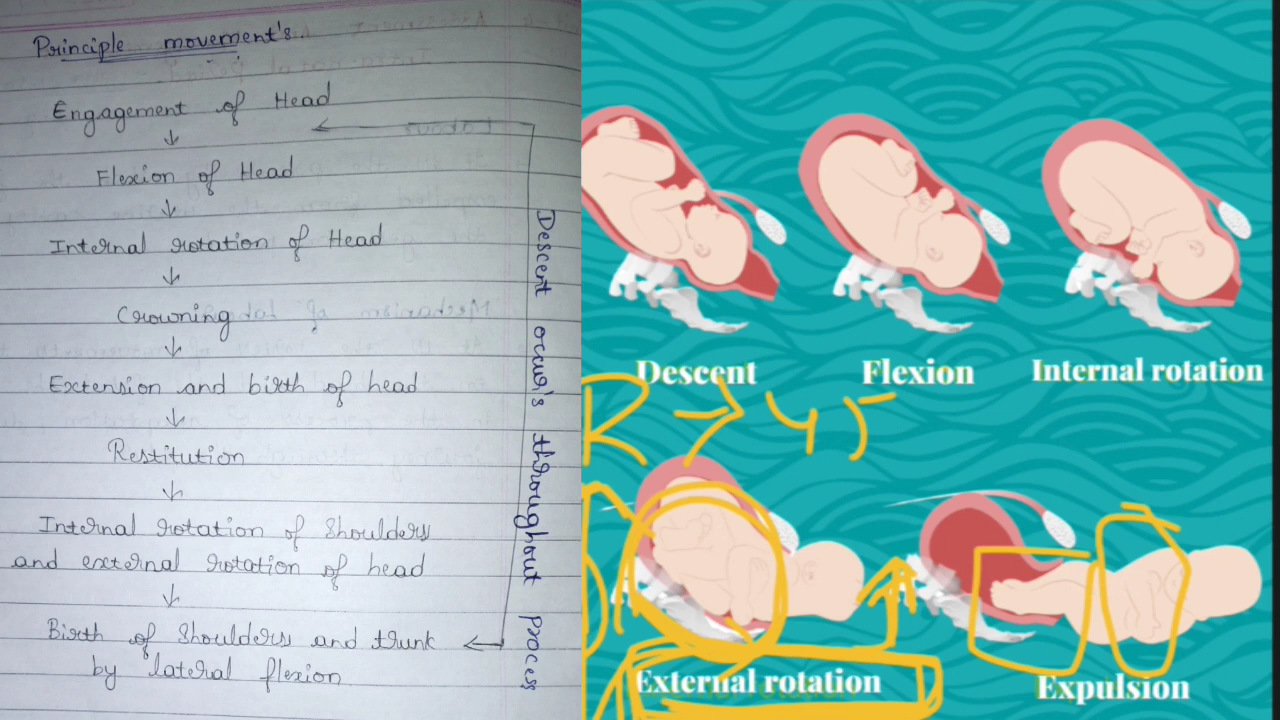 Principle movement's
Engagement of Head
↓
Flexion of Head
↓
Internal rotation of Head
↓
Crowning
↓
Extension and birth of head
↓
Restitution
↓
Internal rotation of Shoulders
and external rotation of head
↓
Birth of Shoulders and trunk
by lateral flexion
Descent occur's throughout process
Descent
Flexion
Internal rotation
R → 45
External rotation
Expulsion